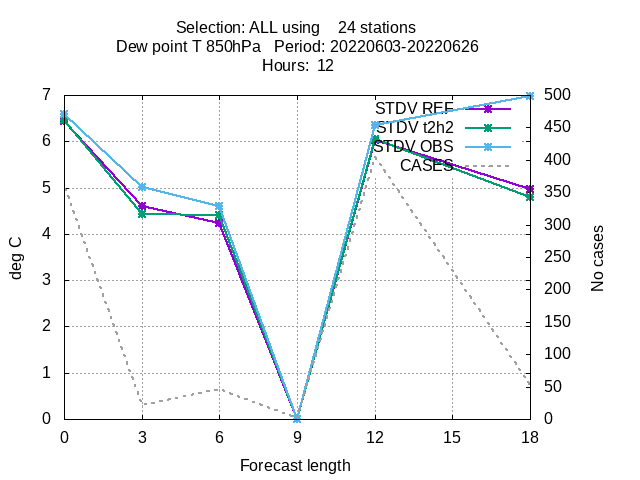 Selection: ALL using    24 stations
Dew point T 850hPa   Period: 20220603-20220626
Hours: 12
7 500
STDV REF
450
STDV t2h2
6
STDV OBS
400
CASES
5 350
300
4
250
3
200
2 150
100
1
50
0 0
deg C
No cases
0 3 6 9 12 15 18
Forecast length